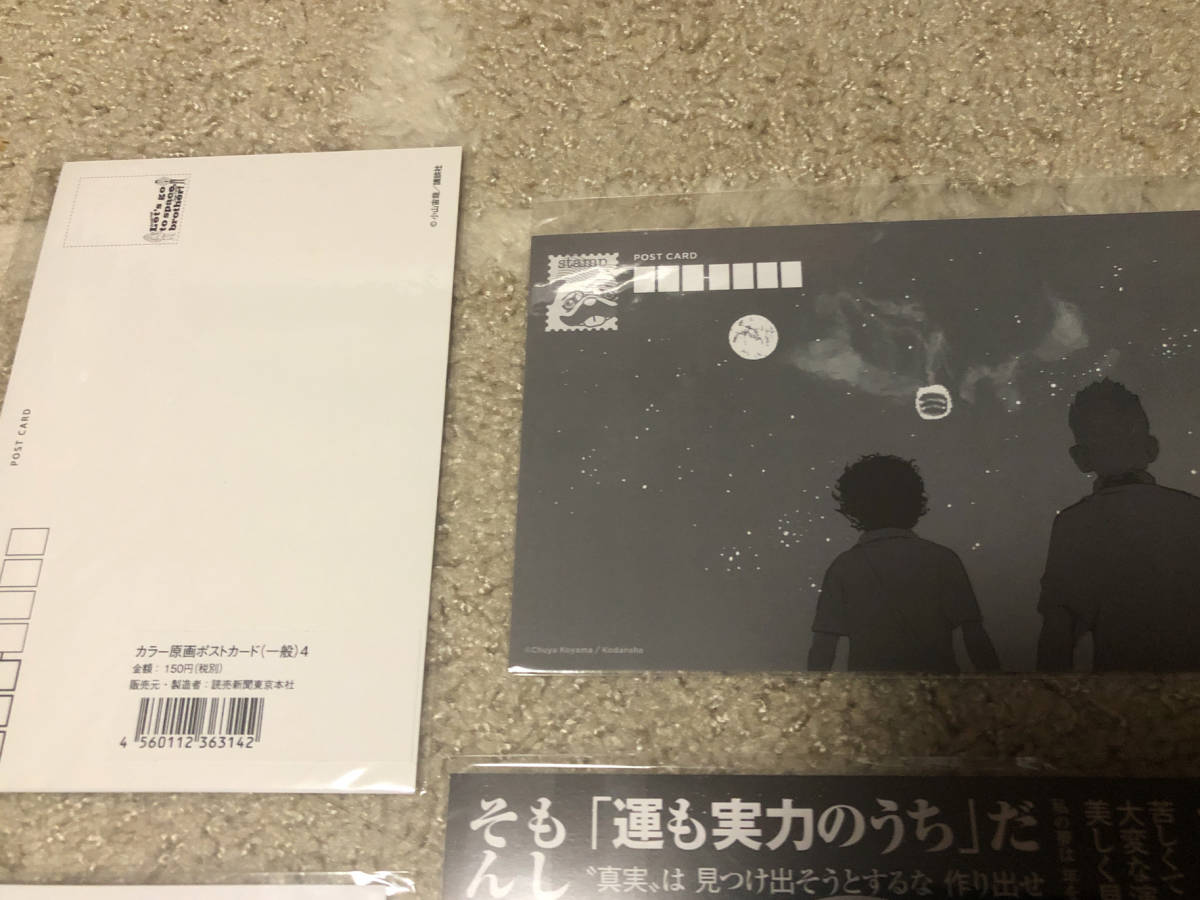 Let's go
to space,
brother!
© 小山宙哉／講談社
POST CARD
カラー原画ポストカード（一般）4
金額：150円（税別）
販売元・製造者：読売新聞東京本社
4 560112 363142
stamp
POST CARD
©Chuya Koyama / Kodansha
「運も実力のうち」だ
そも
んし
〝真実〟は 見つけ出そうとするな 作り出せ
苦しくて
大変な
美しく